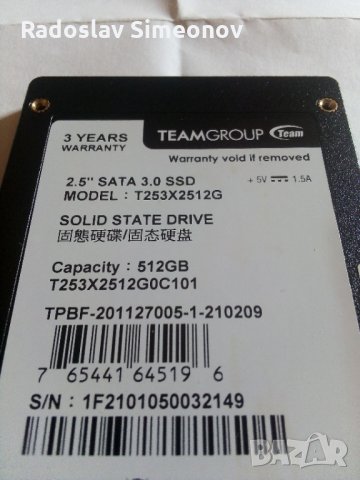 Radoslav Simeonov
3 YEARS
WARRANTY
TEAMGROUP Team
Warranty void if removed
2.5" SATA 3.0 SSD
+ 5V ⎓ 1.5A
MODEL: T253X2512G
SOLID STATE DRIVE
固態硬碟/固态硬盘
Capacity : 512GB
T253X2512G0C101
TPBF-201127005-1-210209
7 65441 64519 6
S/N : 1F2101050032149
BAZAR